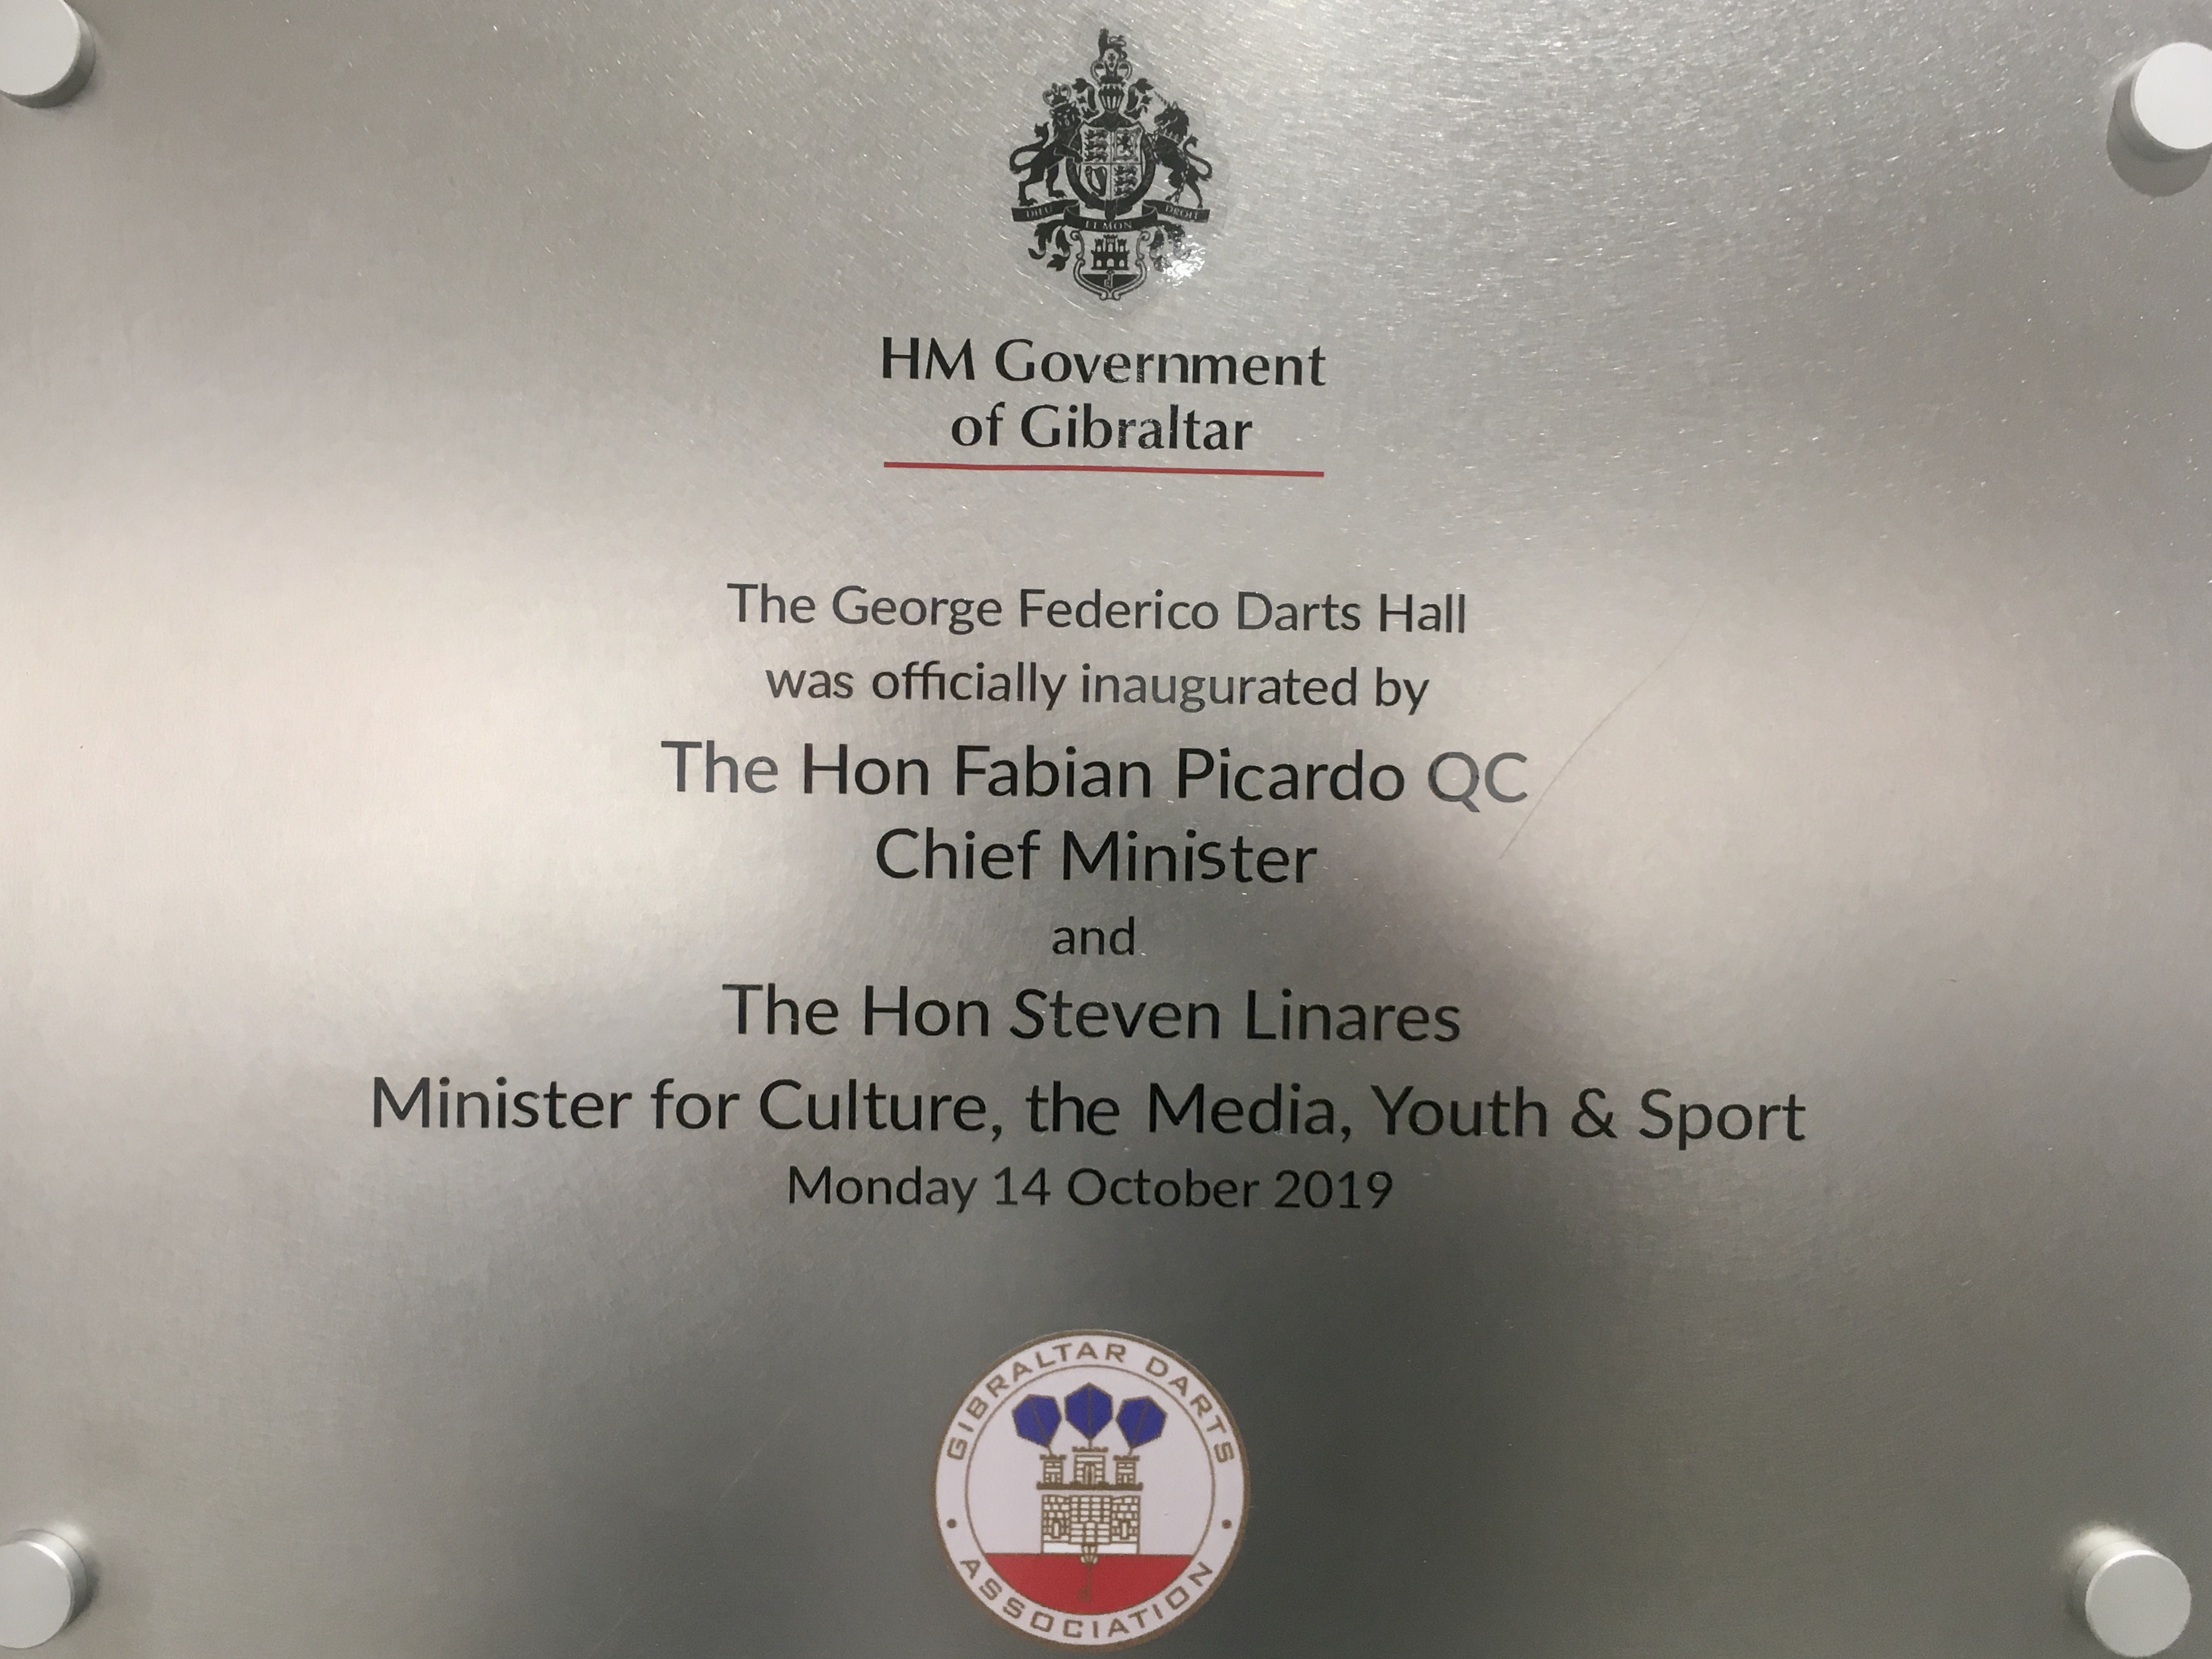 DIEU ET MON DROIT
HM Government
of Gibraltar
The George Federico Darts Hall
was officially inaugurated by
The Hon Fabian Picardo QC
Chief Minister
and
The Hon Steven Linares
Minister for Culture, the Media, Youth & Sport
Monday 14 October 2019
GIBRALTAR DARTS
ASSOCIATION